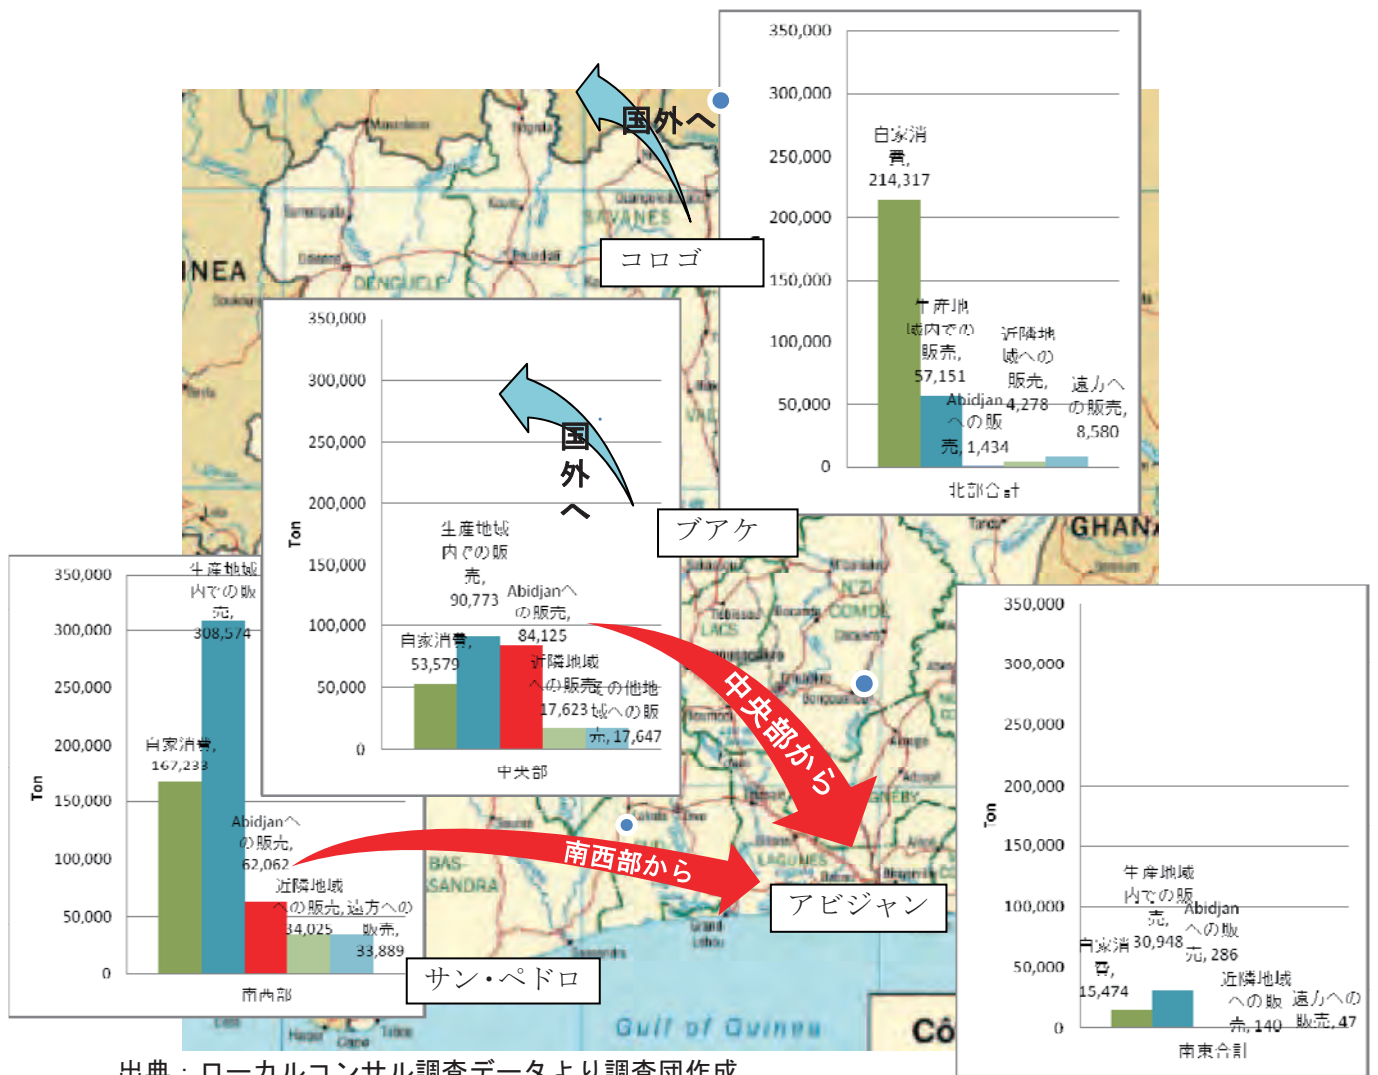 350,000
300,000
250,000
200,000
150,000
100,000
50,000
0
自家消
費,
214,317
生産地
域内での
販売,
57,151
Abidjan
への販
売, 1,434
近隣地
域への
販売,
4,278
遠方へ
の販売,
8,580
北部合計
国外へ
コロゴ
SAVANES
DENGUELE
INEA
Odienne
350,000
300,000
250,000
200,000
150,000
100,000
50,000
0
Ton
国
外
へ
自家消費,
53,579
生産地域
内での販
売,
90,773
Abidjanへ
の販売,
84,125
近隣地域
への販売,
17,623
その他地
域への販
売, 17,647
中央部
ブアケ
GHANA
N'ZI
COMOE
LACS
中央部から
350,000
300,000
250,000
200,000
150,000
100,000
50,000
0
Ton
自家消費,
167,233
生産地域
内での販
売,
308,574
Abidjanへ
の販売,
62,062
近隣地域
への販売,
34,025
遠方への
販売,
33,889
南西部
南西部から
BAS-
SANDRA
LAGUNES
GNEBY
アビジャン
サン・ペドロ
Grand
Lahou
Sassandra
Tabou
Gulf of Guinea
Cô
350,000
300,000
250,000
200,000
150,000
100,000
50,000
0
Ton
自家消
費,
15,474
生産地域
内での販
売,
30,948
Abidjan
への販
売, 286
近隣地域
への販
売, 140
遠方への
販売, 47
南東合計
出典：ローカルコンサル調査データより調査団作成